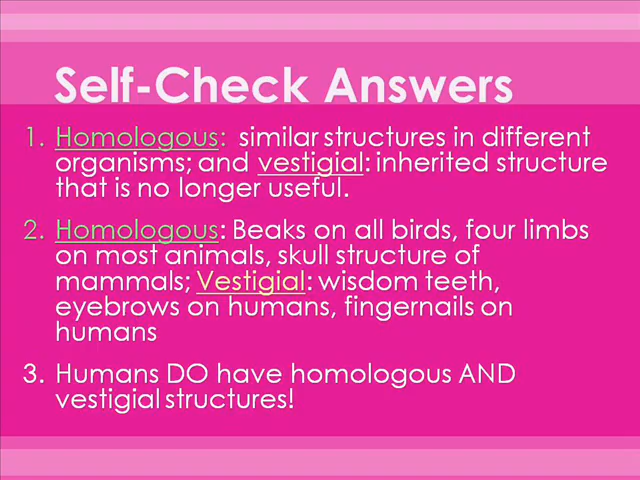 Self-Check Answers
1. Homologous:  similar structures in different
organisms; and vestigial: inherited structure
that is no longer useful.
2. Homologous: Beaks on all birds, four limbs
on most animals, skull structure of
mammals; Vestigial: wisdom teeth,
eyebrows on humans, fingernails on
humans
3. Humans DO have homologous AND
vestigial structures!